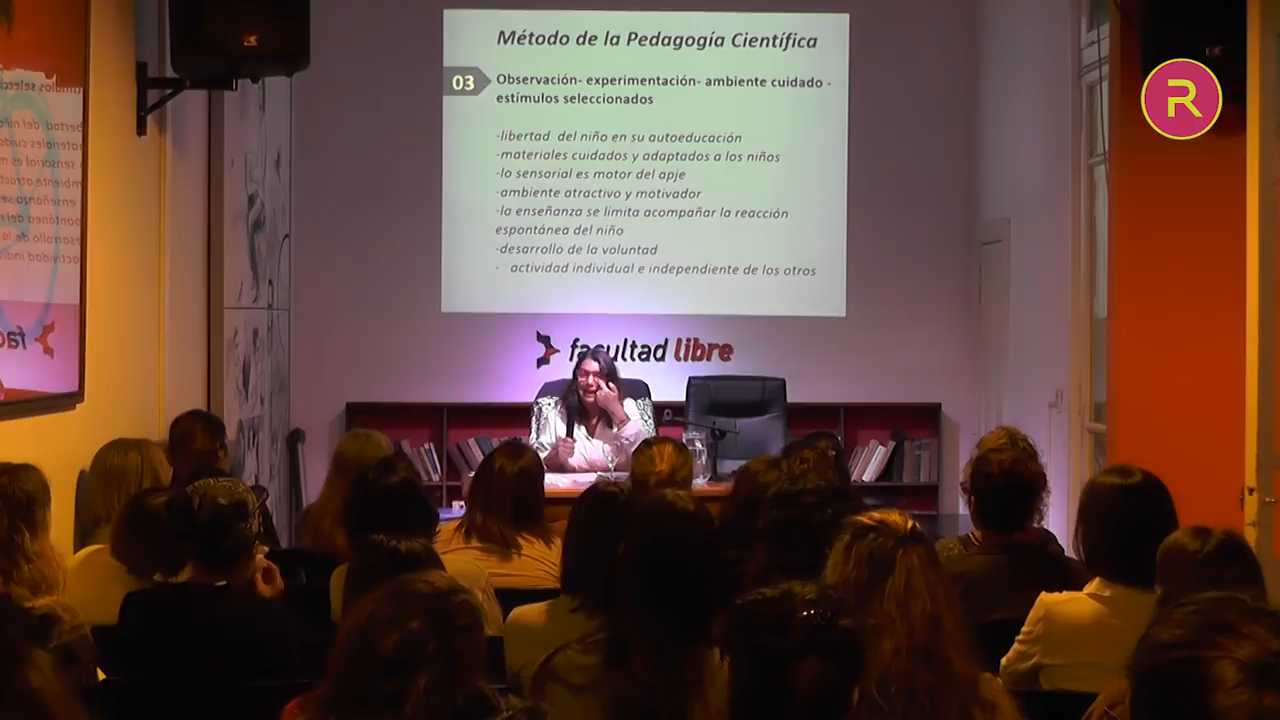 Método de la Pedagogía Científica
03
Observación- experimentación- ambiente cuidado -
estímulos seleccionados
-libertad del niño en su autoeducación
-materiales cuidados y adaptados a los niños
-lo sensorial es motor del apje
-ambiente atractivo y motivador
-la enseñanza se limita acompañar la reacción
espontánea del niño
-desarrollo de la voluntad
- actividad individual e independiente de los otros
facultad libre
R